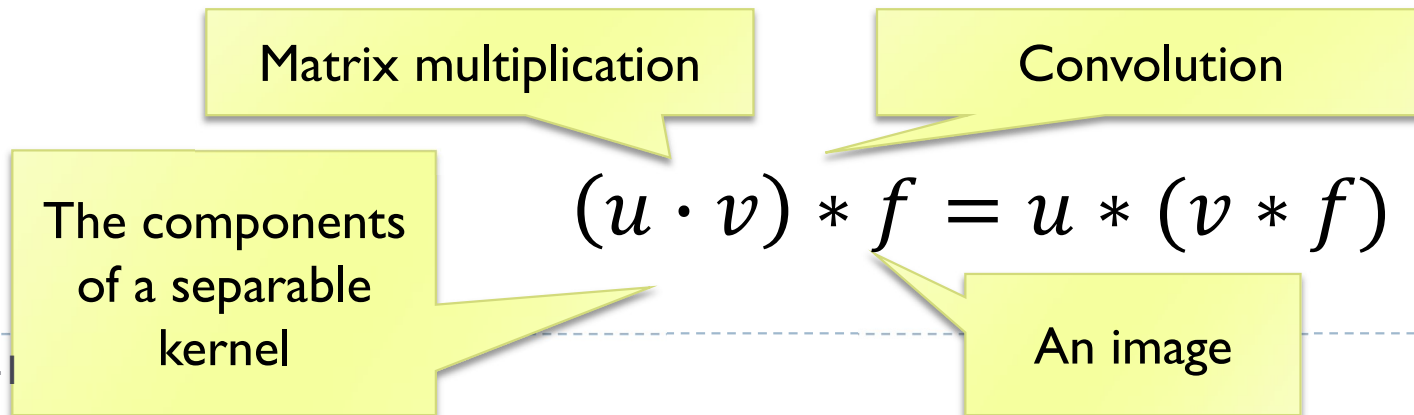 Matrix multiplication
Convolution
The components
of a separable
kernel
(u · v) ∗ f = u ∗ (v ∗ f)
An image